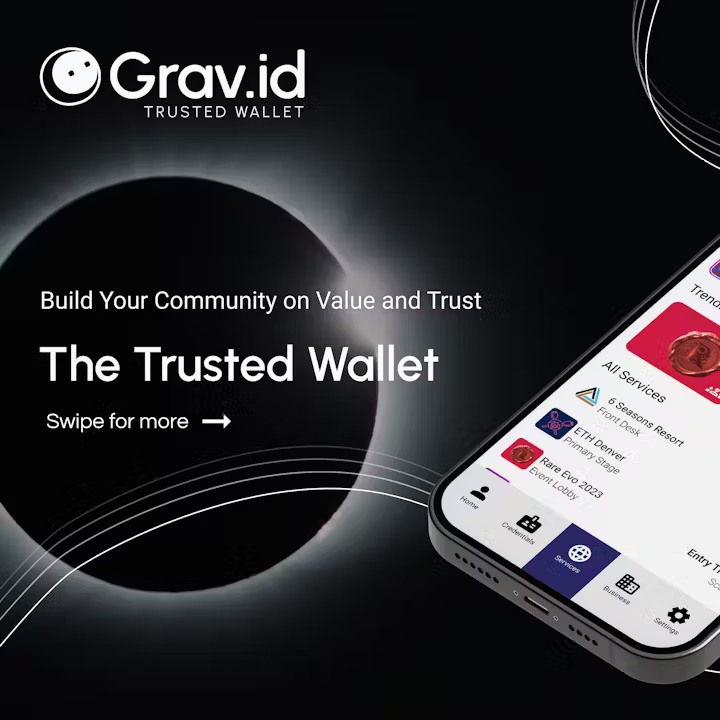 Grav.id
TRUSTED WALLET
Build Your Community on Value and Trust
The Trusted Wallet
Swipe for more
All Services
6 Seasons Resort
Front Desk
ETH Denver
Primary Stage
Rare Evo 2023
Event Lobby
Entry
Home
Credentials
Services
Business
Settings